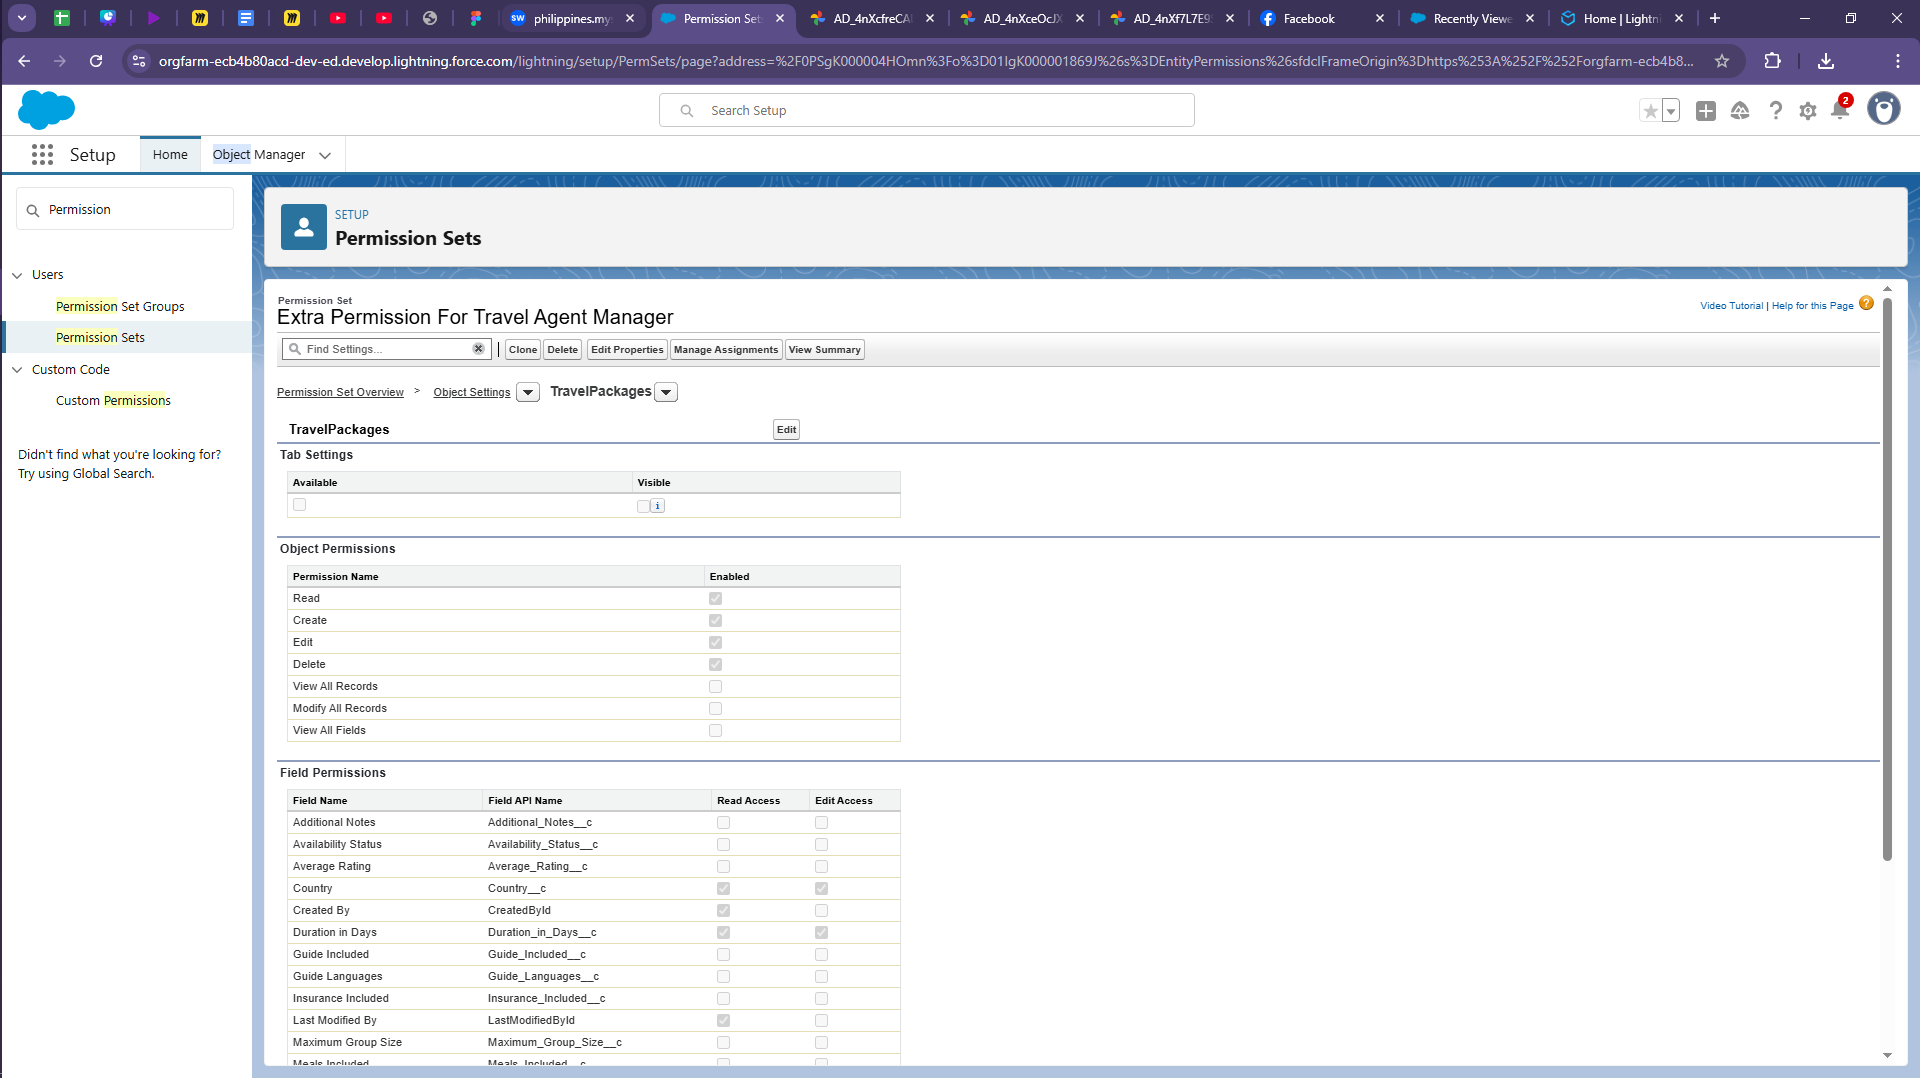 philippines.my
Permission Set
AD_4nXcfreCA
AD_4nXceOcJX
AD_4nXf7L7E9
Facebook
Recently Viewe
Home | Lightni
orgfarm-ecb4b80acd-dev-ed.develop.lightning.force.com/lightning/setup/PermSets/page?address=%2F0PSgK000004HOmn%3Fo%3D01IgK000001869J%26s%3DEntityPermissions%26sfdcIFrameOrigin%3Dhttps%253A%252F%252Forgfarm-ecb4b8...
Search Setup
2
Setup
Home
Object Manager
Permission
Users
Permission Set Groups
Permission Sets
Custom Code
Custom Permissions
Didn't find what you're looking for?
Try using Global Search.
SETUP
Permission Sets
Permission Set
Extra Permission For Travel Agent Manager
Video Tutorial | Help for this Page
Find Settings...
Clone
Delete
Edit Properties
Manage Assignments
View Summary
Permission Set Overview > Object Settings TravelPackages
TravelPackages
Edit
Tab Settings
Available Visible
i
Object Permissions
Permission Name Enabled
Read
Create
Edit
Delete
View All Records
Modify All Records
View All Fields
Field Permissions
Field Name Field API Name Read Access Edit Access
Additional Notes Additional_Notes__c
Availability Status Availability_Status__c
Average Rating Average_Rating__c
Country Country__c
Created By CreatedById
Duration in Days Duration_in_Days__c
Guide Included Guide_Included__c
Guide Languages Guide_Languages__c
Insurance Included Insurance_Included__c
Last Modified By LastModifiedById
Maximum Group Size Maximum_Group_Size__c
Meals Included Meals_Included__c